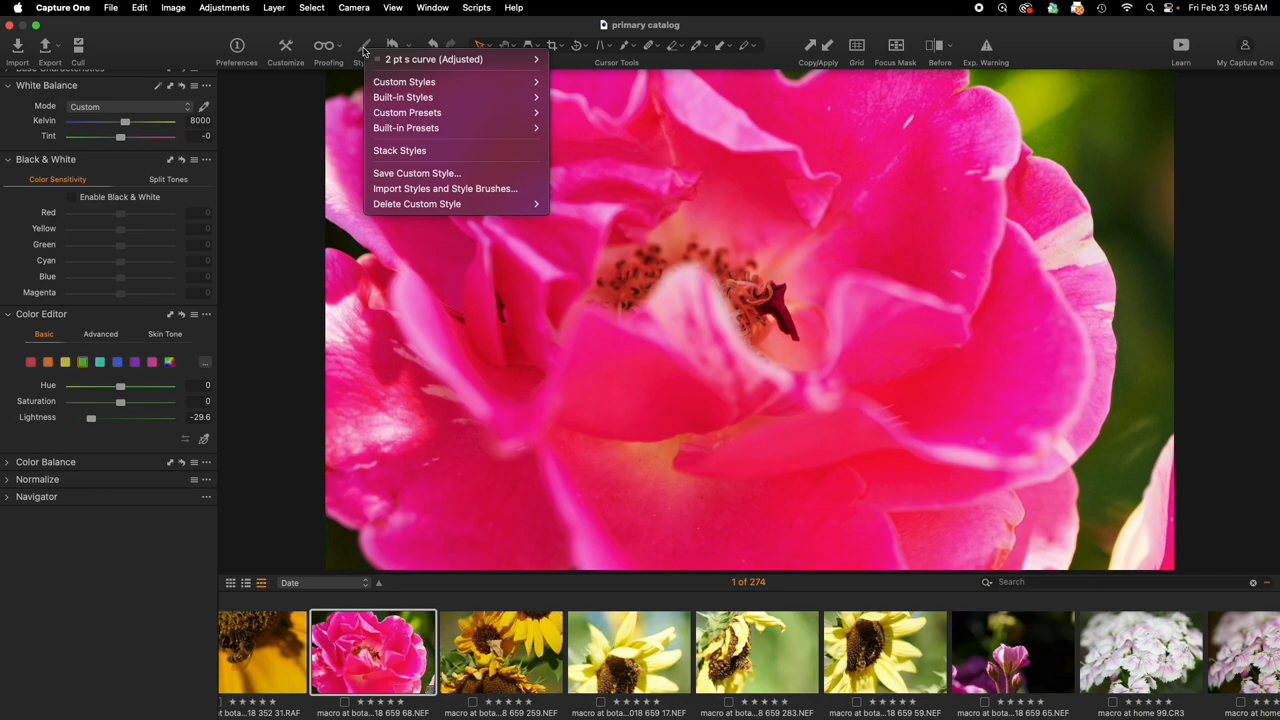 Capture One File Edit Image Adjustments Layer Select Camera View Window Scripts Help Fri Feb 23 9:56 AM
primary catalog
Import Export Cull Preferences Customize Proofing Cursor Tools Copy/Apply Grid Focus Mask Before Exp. Warning Learn My Capture One
2 pt s curve (Adjusted)
Custom Styles
Built-in Styles
Custom Presets
Built-in Presets
Stack Styles
Save Custom Style...
Import Styles and Style Brushes...
Delete Custom Style
White Balance
Mode Custom
Kelvin 8000
Tint -0
Black & White
Color Sensitivity Split Tones
Enable Black & White
Red 0
Yellow 0
Green 0
Cyan 0
Blue 0
Magenta 0
Color Editor
Basic Advanced Skin Tone
Hue 0
Saturation 0
Lightness -29.6
Color Balance
Normalize
Navigator
Date 1 of 274 Search
t bota...18 352 31.RAF macro at bota...18 659 68.NEF macro at bota...8 659 259.NEF macro at bota...018 659 17.NEF macro at bota...8 659 283.NEF macro at bota...18 659 59.NEF macro at bota...18 659 65.NEF macro at home 99.CR3 macro at hom